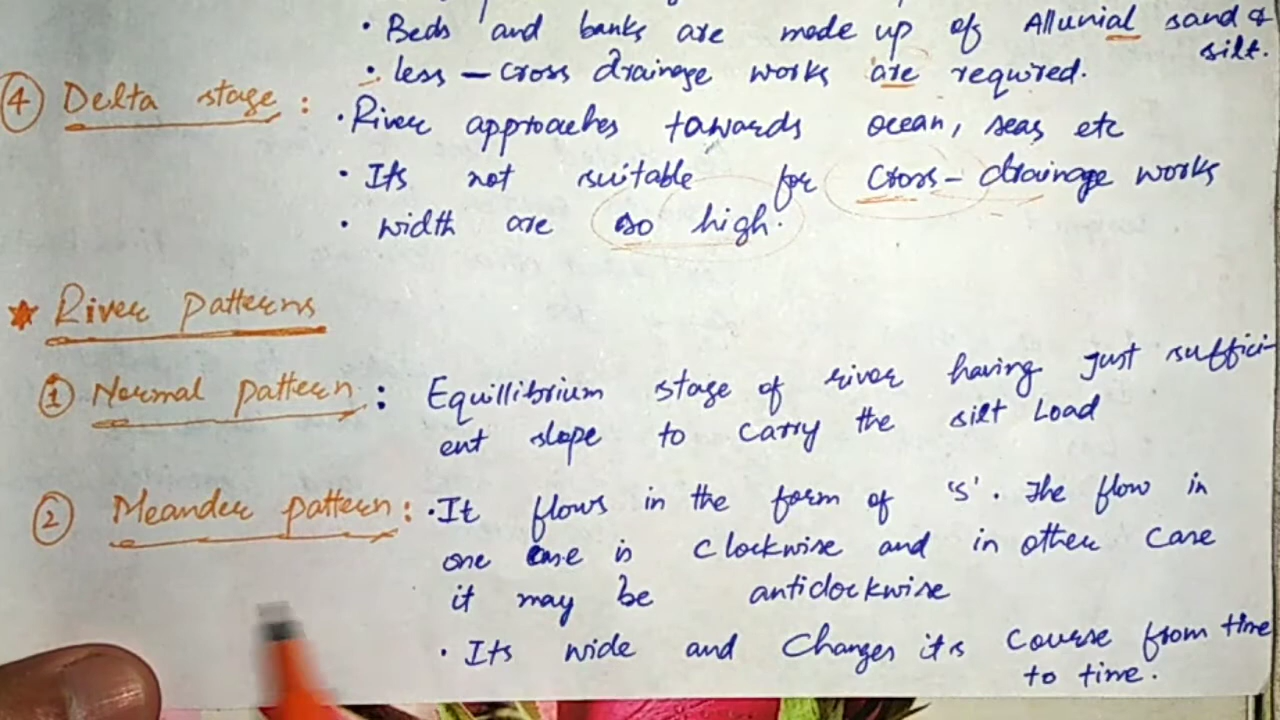 • Beds and banks are made up of Allunial sand &
silt.
• less - cross drainage works are required.
④ Delta stage : • River approaches towards ocean, seas etc
• Its not suitable for cross - drainage works
• width are so high.
★ River patterns
① Normal pattern : Equillibrium stage of river having just suffici-
ent slope to carry the silt Load
② Meander pattern : • It flows in the form of 's'. The flow in
one case is clockwise and in other case
it may be anticlockwise
• Its wide and changes it's course from time
to time.